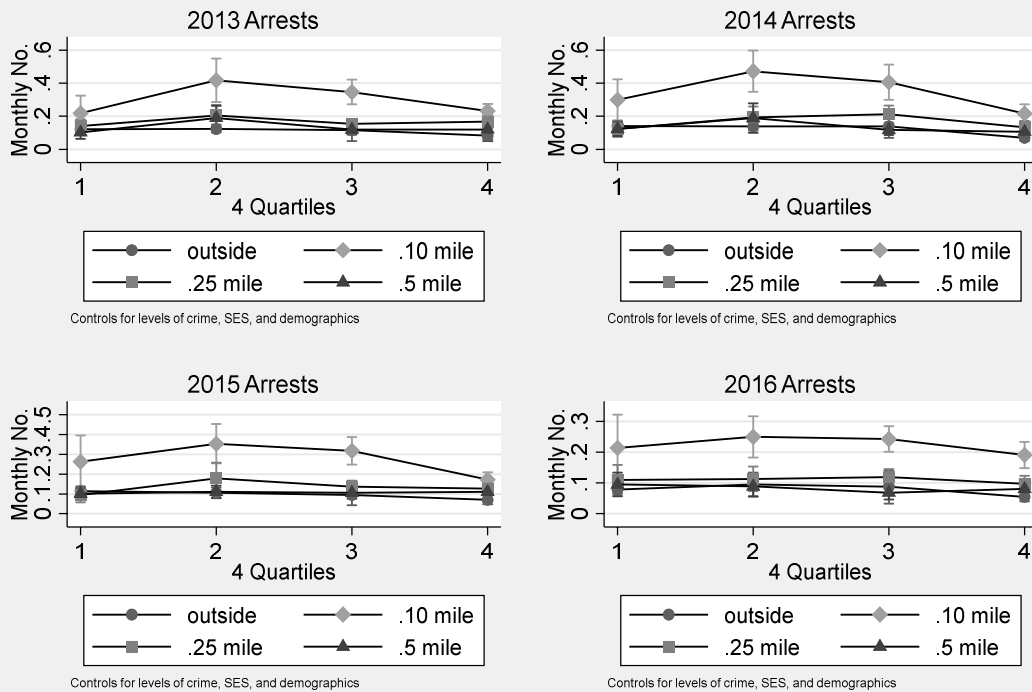 2013 Arrests
Monthly No.
.6
.4
.2
0
1 2 3 4
4 Quartiles
outside .10 mile
.25 mile .5 mile
Controls for levels of crime, SES, and demographics
2014 Arrests
Monthly No.
.6
.4
.2
0
1 2 3 4
4 Quartiles
outside .10 mile
.25 mile .5 mile
Controls for levels of crime, SES, and demographics
2015 Arrests
Monthly No.
.5
.4
.3
.2
.1
0
1 2 3 4
4 Quartiles
outside .10 mile
.25 mile .5 mile
Controls for levels of crime, SES, and demographics
2016 Arrests
Monthly No.
.3
.2
.1
0
1 2 3 4
4 Quartiles
outside .10 mile
.25 mile .5 mile
Controls for levels of crime, SES, and demographics